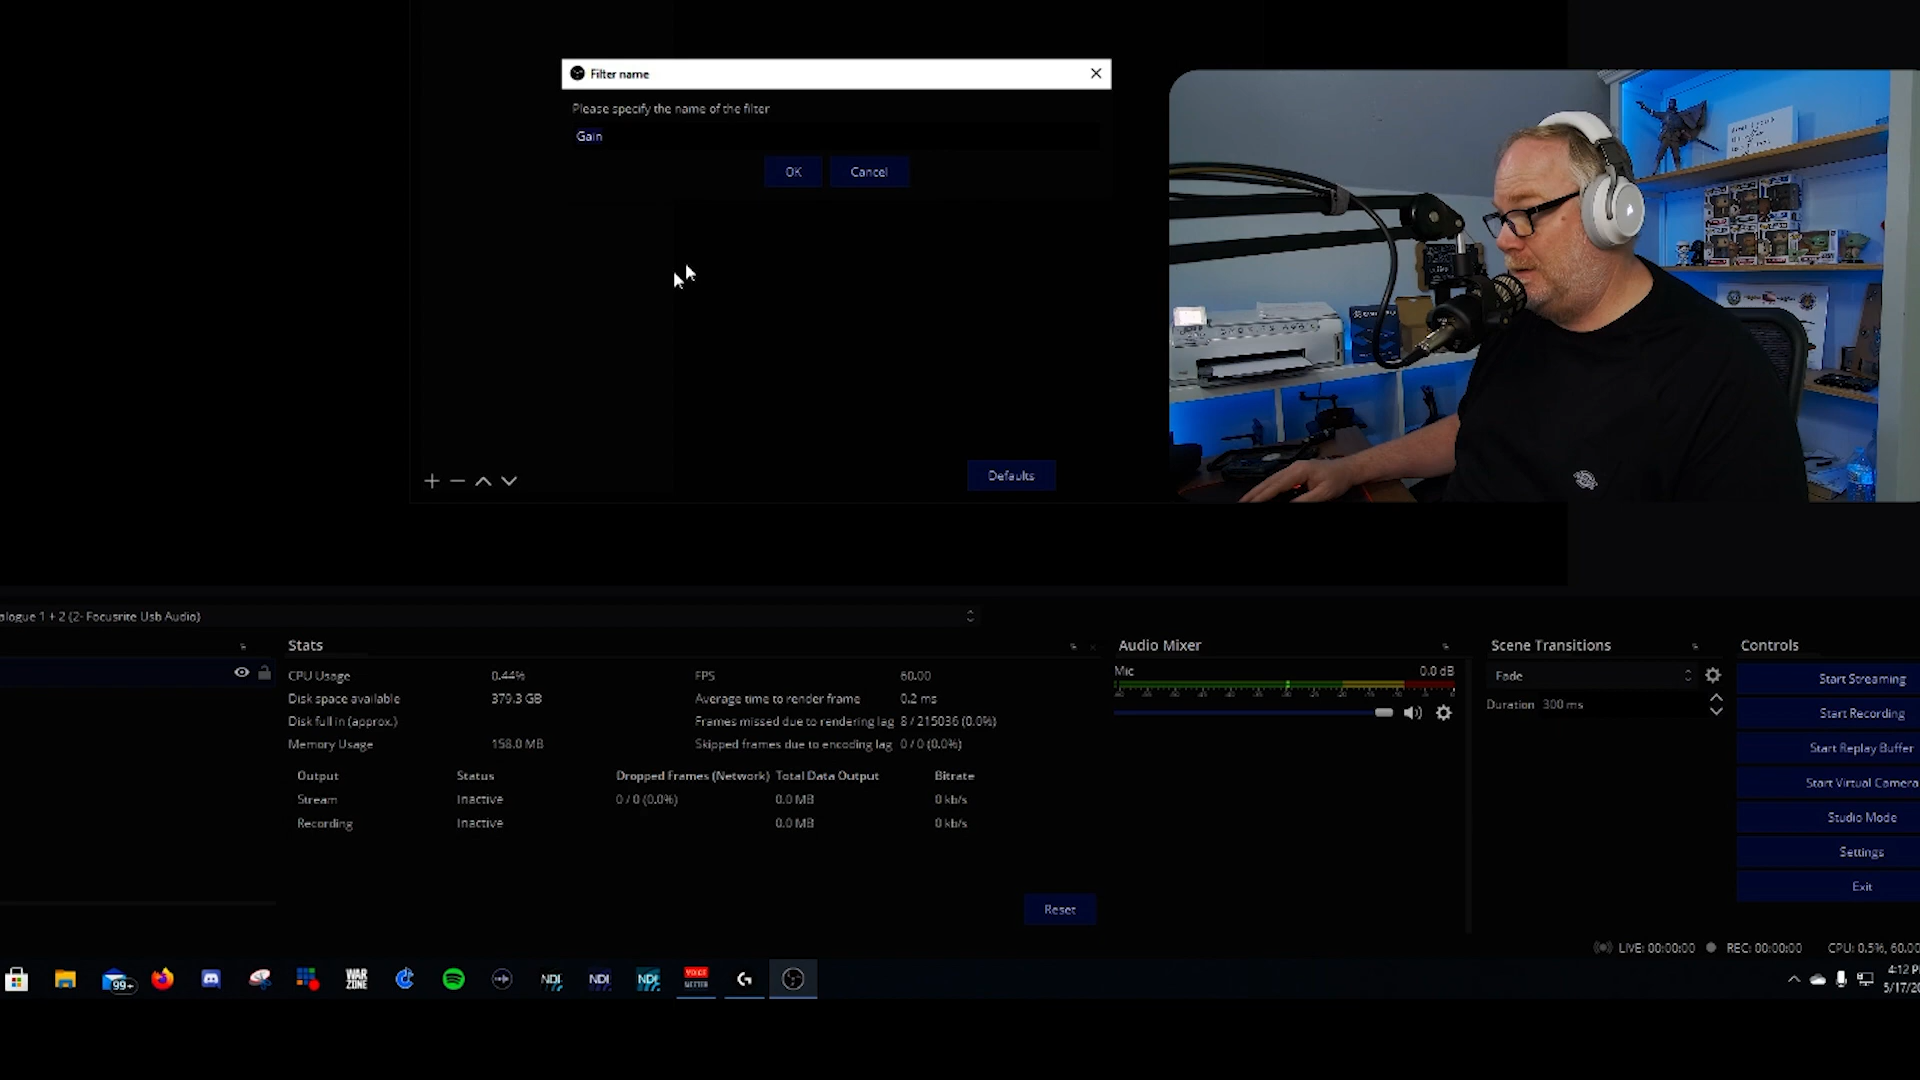 Filter name
Please specify the name of the filter
Gain
OK
Cancel
Defaults
alogue 1 + 2 (2- Focusrite Usb Audio)
Stats
CPU Usage 0.44%
Disk space available 379.3 GB
Disk full in (approx.)
Memory Usage 158.0 MB
FPS 60.00
Average time to render frame 0.2 ms
Frames missed due to rendering lag 8 / 215036 (0.0%)
Skipped frames due to encoding lag 0 / 0 (0.0%)
Output Status Dropped Frames (Network) Total Data Output Bitrate
Stream Inactive 0 / 0 (0.0%) 0.0 MB 0 kb/s
Recording Inactive 0.0 MB 0 kb/s
Reset
Audio Mixer
Mic 0.0 dB
Scene Transitions
Fade
Duration 300 ms
Controls
Start Streaming
Start Recording
Start Replay Buffer
Start Virtual Camera
Studio Mode
Settings
Exit
LIVE: 00:00:00 REC: 00:00:00 CPU: 0.5%, 60.00
99+
WAR
ZONE
NDI
NDI
NDI
VOICE
MEETER
4:12 P
5/17/20